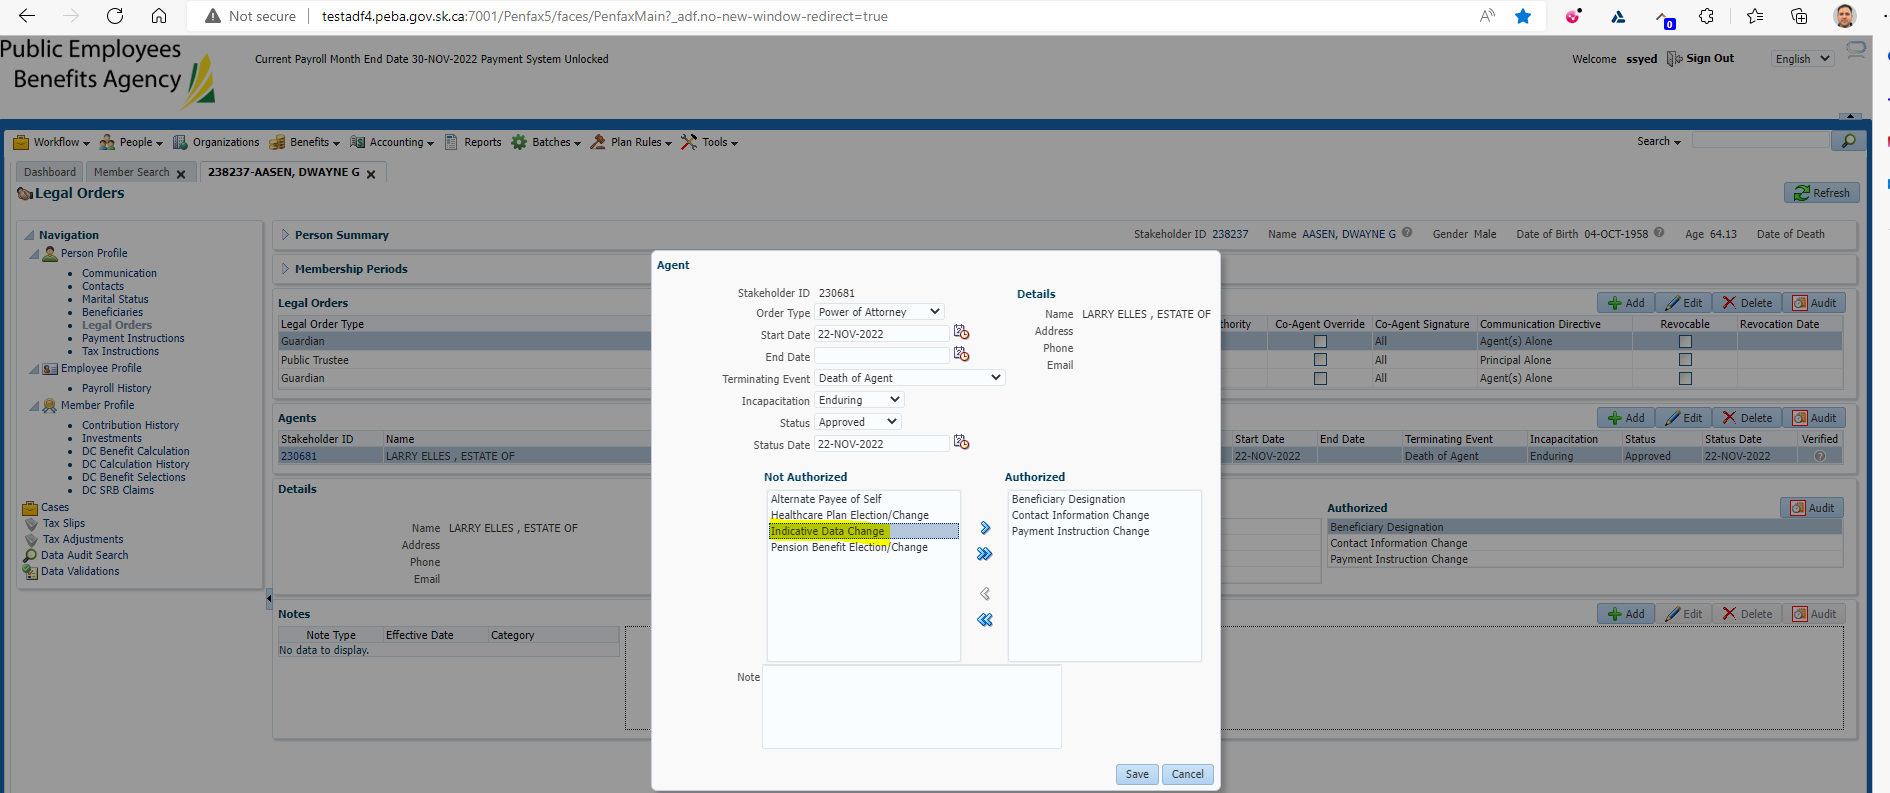 Not secure
testadf4.peba.gov.sk.ca:7001/Penfax5/faces/PenfaxMain?_adf.no-new-window-redirect=true
0
Public Employees
Benefits Agency
Current Payroll Month End Date 30-NOV-2022 Payment System Unlocked
Welcome ssyed Sign Out English
Workflow People Organizations Benefits Accounting Reports Batches Plan Rules Tools Search
Dashboard Member Search 238237-AASEN, DWAYNE G
Legal Orders Refresh
Navigation
Person Profile
Communication
Contacts
Marital Status
Beneficiaries
Legal Orders
Payment Instructions
Tax Instructions
Employee Profile
Payroll History
Member Profile
Contribution History
Investments
DC Benefit Calculation
DC Calculation History
DC Benefit Selections
DC SRB Claims
Cases
Tax Slips
Tax Adjustments
Data Audit Search
Data Validations
Person Summary Stakeholder ID 238237 Name AASEN, DWAYNE G Gender Male Date of Birth 04-OCT-1958 Age 64.13 Date of Death
Membership Periods
Legal Orders Add Edit Delete Audit
Legal Order Type thority Co-Agent Override Co-Agent Signature Communication Directive Revocable Revocation Date
Guardian All Agent(s) Alone
Public Trustee All Principal Alone
Guardian All Agent(s) Alone
Agents Add Edit Delete Audit
Stakeholder ID Name Start Date End Date Terminating Event Incapacitation Status Status Date Verified
230681 LARRY ELLES , ESTATE OF 22-NOV-2022 Death of Agent Enduring Approved 22-NOV-2022
Details
Name LARRY ELLES , ESTATE OF
Address
Phone
Email
Authorized Audit
Beneficiary Designation
Contact Information Change
Payment Instruction Change
Notes Add Edit Delete Audit
Note Type Effective Date Category
No data to display.
Agent
Stakeholder ID 230681
Order Type Power of Attorney
Start Date 22-NOV-2022
End Date
Terminating Event Death of Agent
Incapacitation Enduring
Status Approved
Status Date 22-NOV-2022
Details
Name LARRY ELLES , ESTATE OF
Address
Phone
Email
Not Authorized
Alternate Payee of Self
Healthcare Plan Election/Change
Indicative Data Change
Pension Benefit Election/Change
Authorized
Beneficiary Designation
Contact Information Change
Payment Instruction Change
Note
Save Cancel